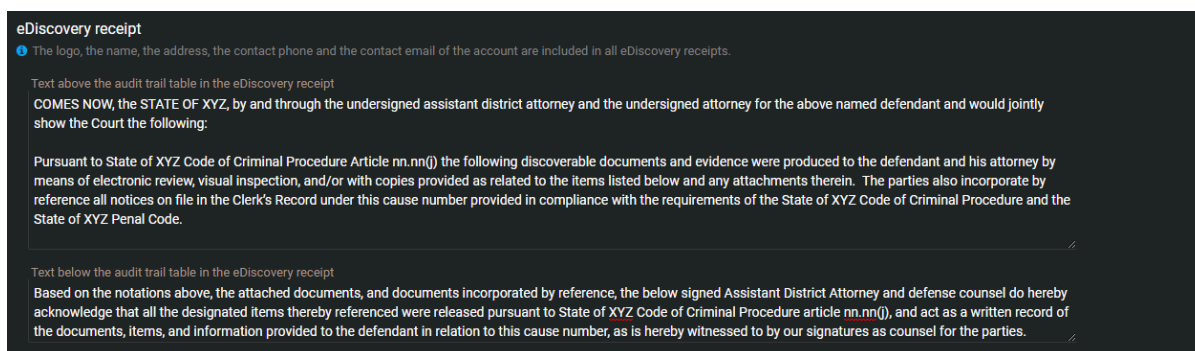 eDiscovery receipt
The logo, the name, the address, the contact phone and the contact email of the account are included in all eDiscovery receipts.
Text above the audit trail table in the eDiscovery receipt
COMES NOW, the STATE OF XYZ, by and through the undersigned assistant district attorney and the undersigned attorney for the above named defendant and would jointly
show the Court the following:
Pursuant to State of XYZ Code of Criminal Procedure Article nn.nn(j) the following discoverable documents and evidence were produced to the defendant and his attorney by
means of electronic review, visual inspection, and/or with copies provided as related to the items listed below and any attachments therein.  The parties also incorporate by
reference all notices on file in the Clerk's Record under this cause number provided in compliance with the requirements of the State of XYZ Code of Criminal Procedure and the
State of XYZ Penal Code.
Text below the audit trail table in the eDiscovery receipt
Based on the notations above, the attached documents, and documents incorporated by reference, the below signed Assistant District Attorney and defense counsel do hereby
acknowledge that all the designated items thereby referenced were released pursuant to State of XYZ Code of Criminal Procedure article nn.nn(j), and act as a written record of
the documents, items, and information provided to the defendant in relation to this cause number, as is hereby witnessed to by our signatures as counsel for the parties.